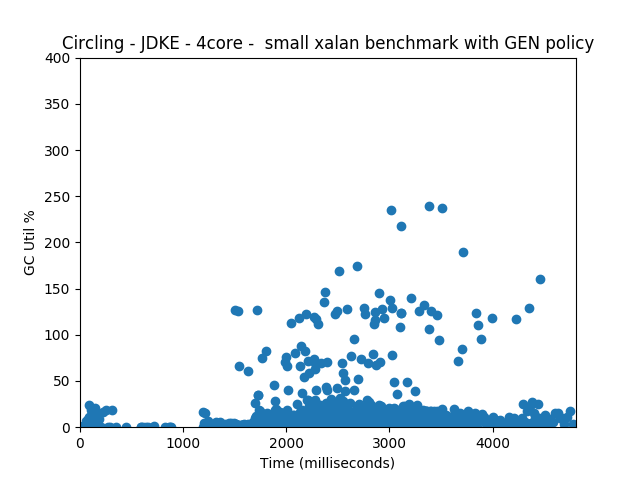 Circling - JDKE - 4core -  small xalan benchmark with GEN policy
400
350
300
250
200
150
100
50
0
GC Util %
0 1000 2000 3000 4000
Time (milliseconds)